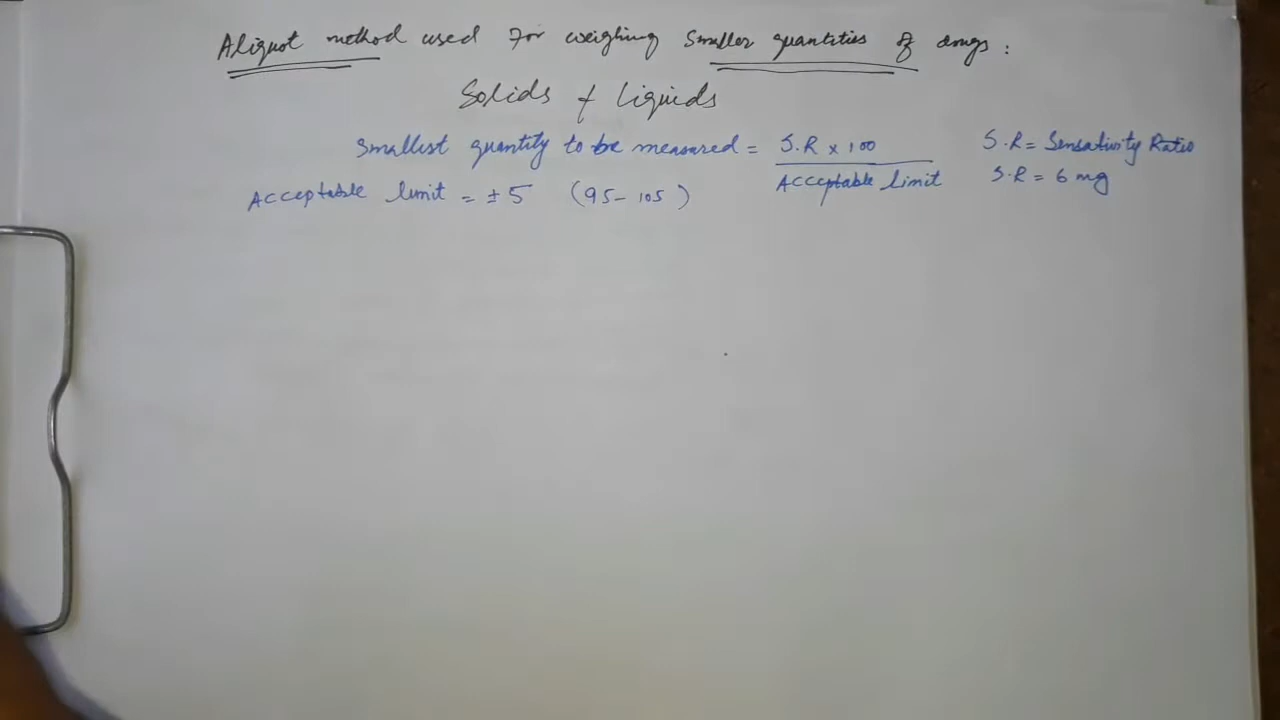 Aliquot method used for weighing smaller quantities of drugs :
Solids & Liquids
Smallest quantity to be measured = S.R x 100 / Acceptable limit
S.R = Sensativity Ratio
Acceptable limit = ± 5 (95 - 105)
S.R = 6 mg